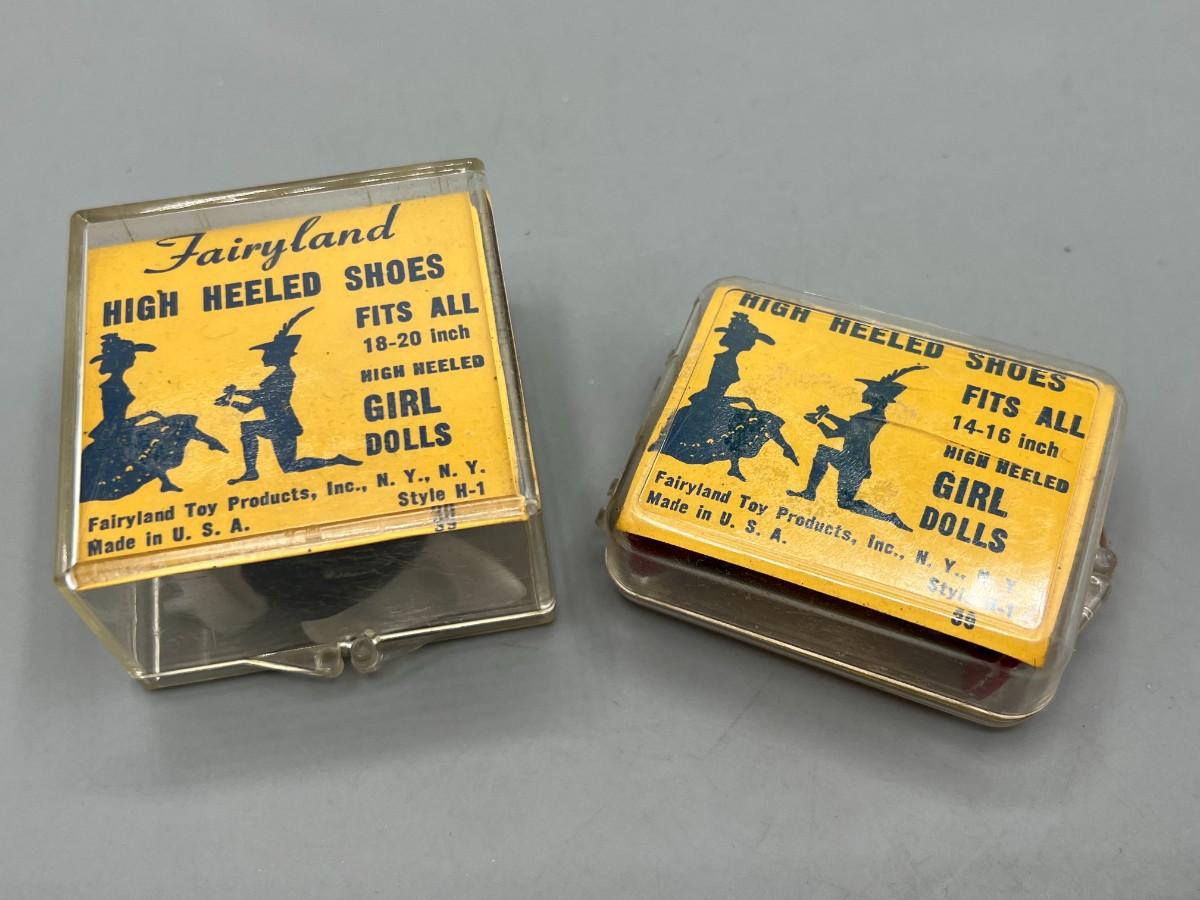 Fairyland
HIGH HEELED SHOES
FITS ALL
18-20 inch
HIGH HEELED
GIRL
DOLLS
Fairyland Toy Products, Inc., N. Y., N. Y.
Made in U. S. A.
Style H-1
HIGH HEELED SHOES
FITS ALL
14-16 inch
HIGH HEELED
GIRL
DOLLS
Fairyland Toy Products, Inc., N. Y., N. Y
Made in U. S. A.
Style H-1